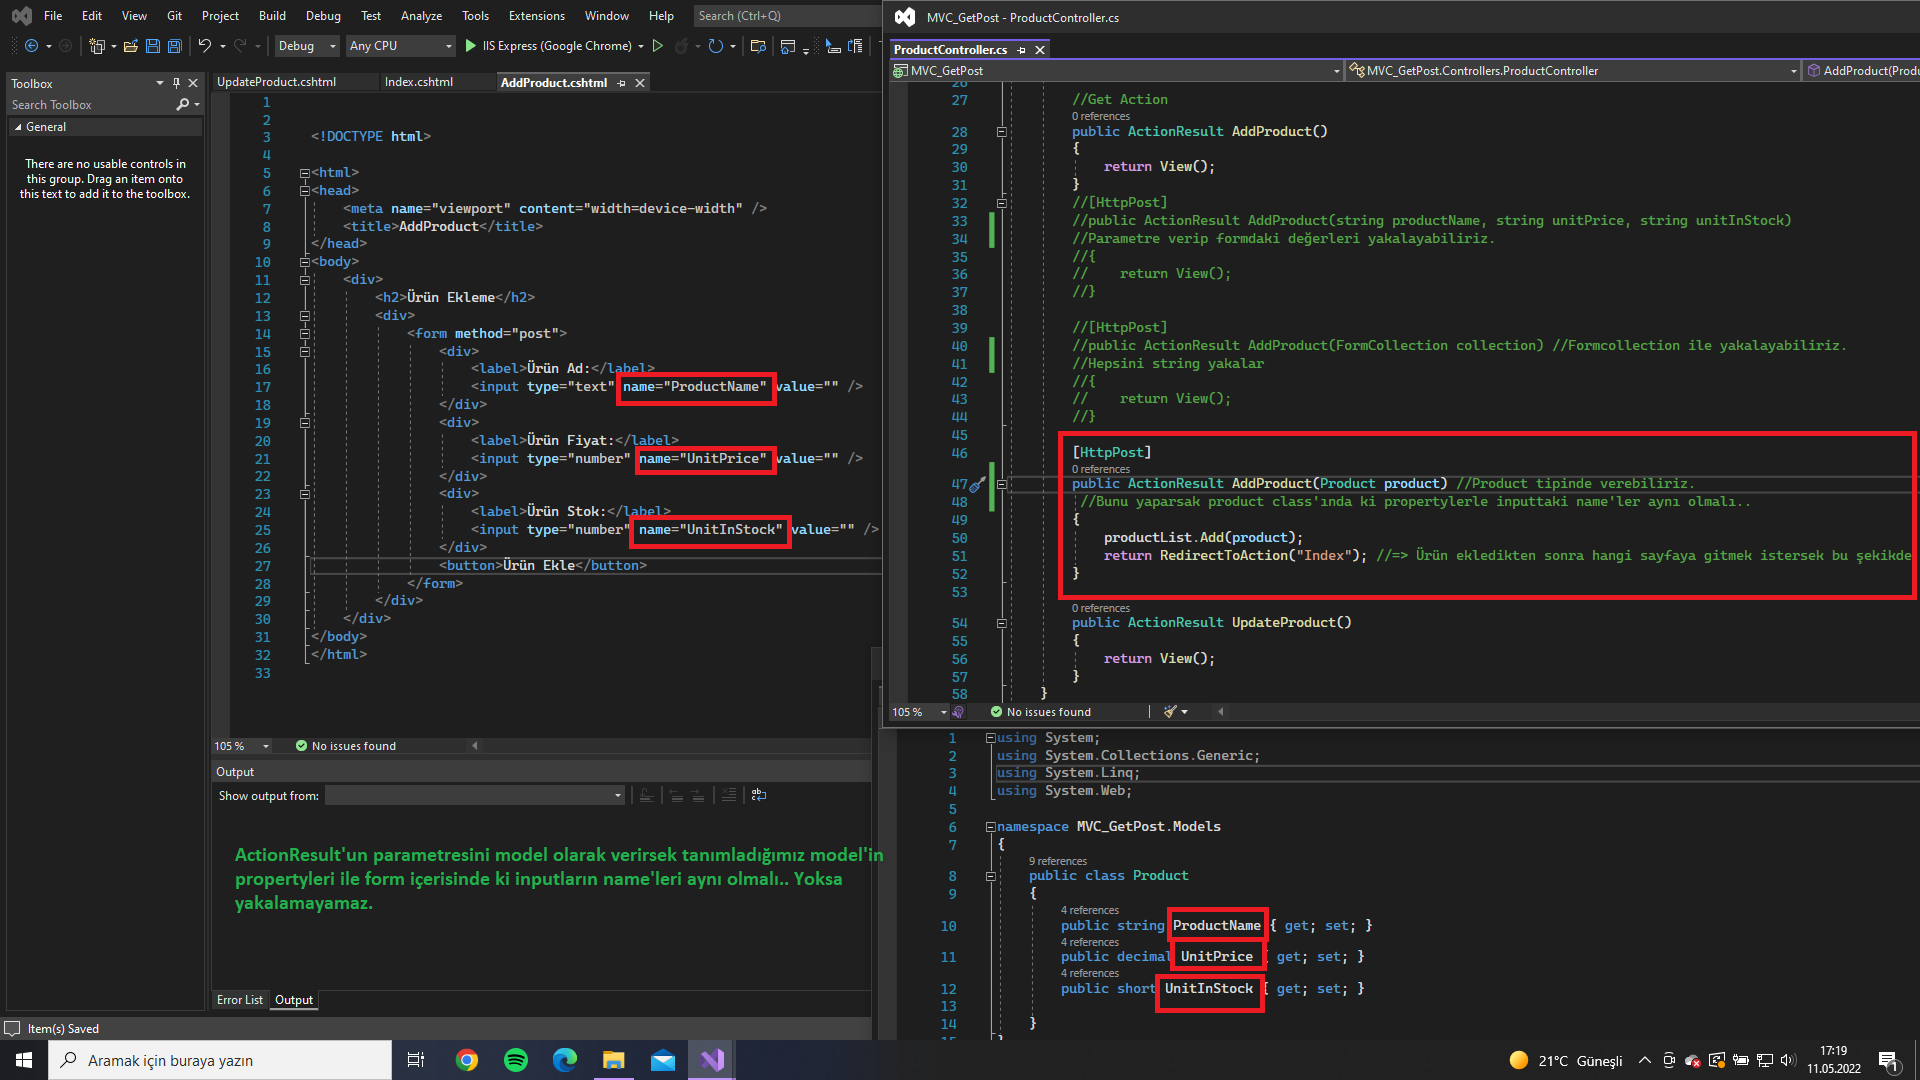 File Edit View Git Project Build Debug Test Analyze Tools Extensions Window Help Search (Ctrl+Q)
Debug Any CPU IIS Express (Google Chrome)
Toolbox
Search Toolbox
General
There are no usable controls in
this group. Drag an item onto
this text to add it to the toolbox.
UpdateProduct.cshtml Index.cshtml AddProduct.cshtml
1
2
3 <!DOCTYPE html>
4
5 <html>
6 <head>
7 <meta name="viewport" content="width=device-width" />
8 <title>AddProduct</title>
9 </head>
10 <body>
11 <div>
12 <h2>Ürün Ekleme</h2>
13 <div>
14 <form method="post">
15 <div>
16 <label>Ürün Ad:</label>
17 <input type="text" name="ProductName" value="" />
18 </div>
19 <div>
20 <label>Ürün Fiyat:</label>
21 <input type="number" name="UnitPrice" value="" />
22 </div>
23 <div>
24 <label>Ürün Stok:</label>
25 <input type="number" name="UnitInStock" value="" />
26 </div>
27 <button>Ürün Ekle</button>
28 </form>
29 </div>
30 </div>
31 </body>
32 </html>
33
105 % No issues found
Output
Show output from:
ActionResult'un parametresini model olarak verirsek tanımladığımız model'in
propertyleri ile form içerisinde ki inputların name'leri aynı olmalı.. Yoksa
yakalamayamaz.
Error List Output
Item(s) Saved
MVC_GetPost - ProductController.cs
ProductController.cs
MVC_GetPost MVC_GetPost.Controllers.ProductController AddProduct(Produ
26
27 //Get Action
0 references
28 public ActionResult AddProduct()
29 {
30 return View();
31 }
32 //[HttpPost]
33 //public ActionResult AddProduct(string productName, string unitPrice, string unitInStock)
34 //Parametre verip formdaki değerleri yakalayabiliriz.
35 //{
36 // return View();
37 //}
38
39 //[HttpPost]
40 //public ActionResult AddProduct(FormCollection collection) //Formcollection ile yakalayabiliriz.
41 //Hepsini string yakalar
42 //{
43 // return View();
44 //}
45
46 [HttpPost]
0 references
47 public ActionResult AddProduct(Product product) //Product tipinde verebiliriz.
48 //Bunu yaparsak product class'ında ki propertylerle inputtaki name'ler aynı olmalı..
49 {
50 productList.Add(product);
51 return RedirectToAction("Index"); //=> Ürün ekledikten sonra hangi sayfaya gitmek istersek bu şekikde
52 }
53
0 references
54 public ActionResult UpdateProduct()
55 {
56 return View();
57 }
58 }
105 % No issues found
1 using System;
2 using System.Collections.Generic;
3 using System.Linq;
4 using System.Web;
5
6 namespace MVC_GetPost.Models
7 {
9 references
8 public class Product
9 {
4 references
10 public string ProductName { get; set; }
4 references
11 public decimal UnitPrice { get; set; }
4 references
12 public short UnitInStock { get; set; }
13
14 }
15 }
Aramak için buraya yazın
21°C Güneşli
17:19
11.05.2022
1